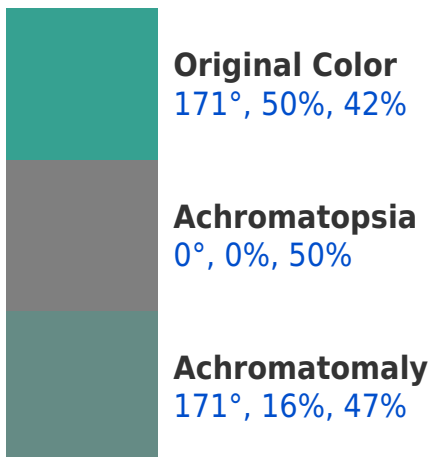 Original Color
171°, 50%, 42%
Achromatopsia
0°, 0%, 50%
Achromatomaly
171°, 16%, 47%